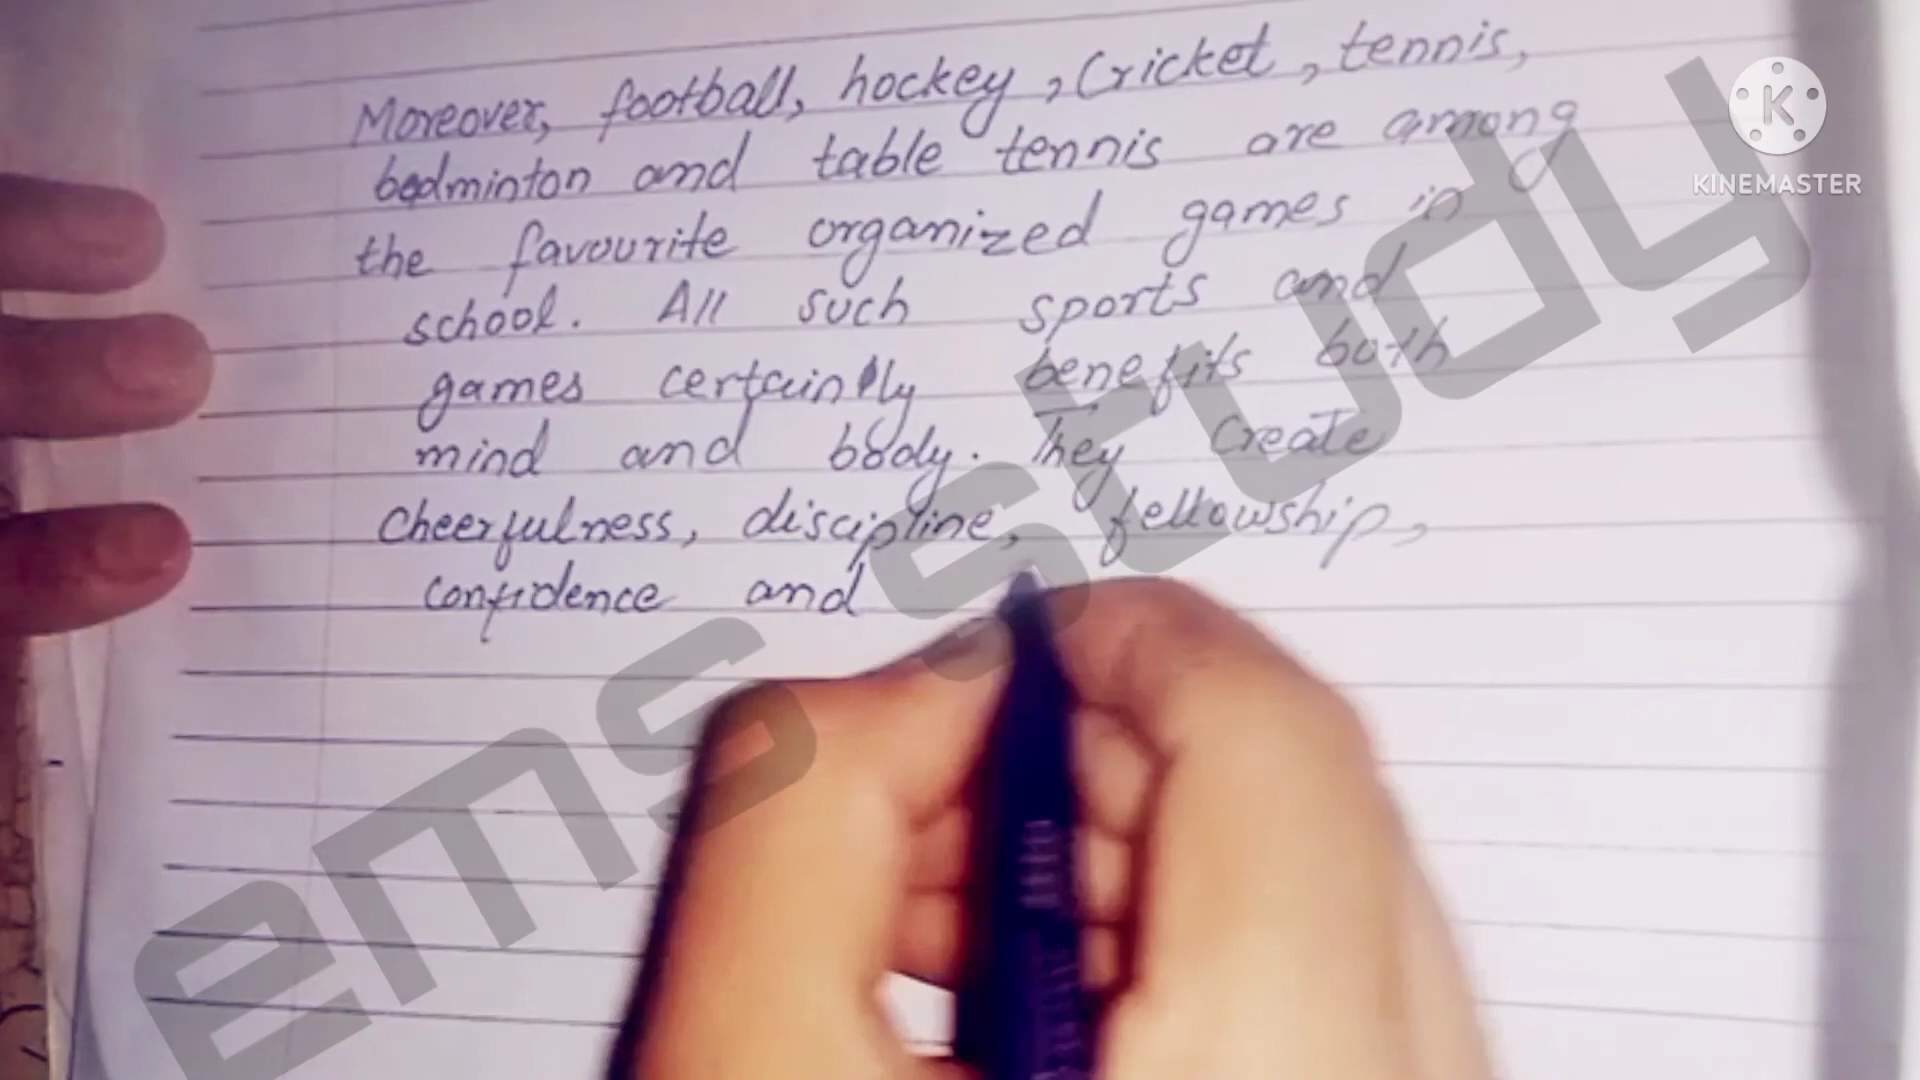 Moreover, football, hockey, Cricket, tennis,
bedminton and table tennis are among
the favourite organized games in
school. All such sports and
games certainly benefits both
mind and body. They create
Cheerfulness, discipline, fellowship,
confidence and
K
KINEMASTER
ems study